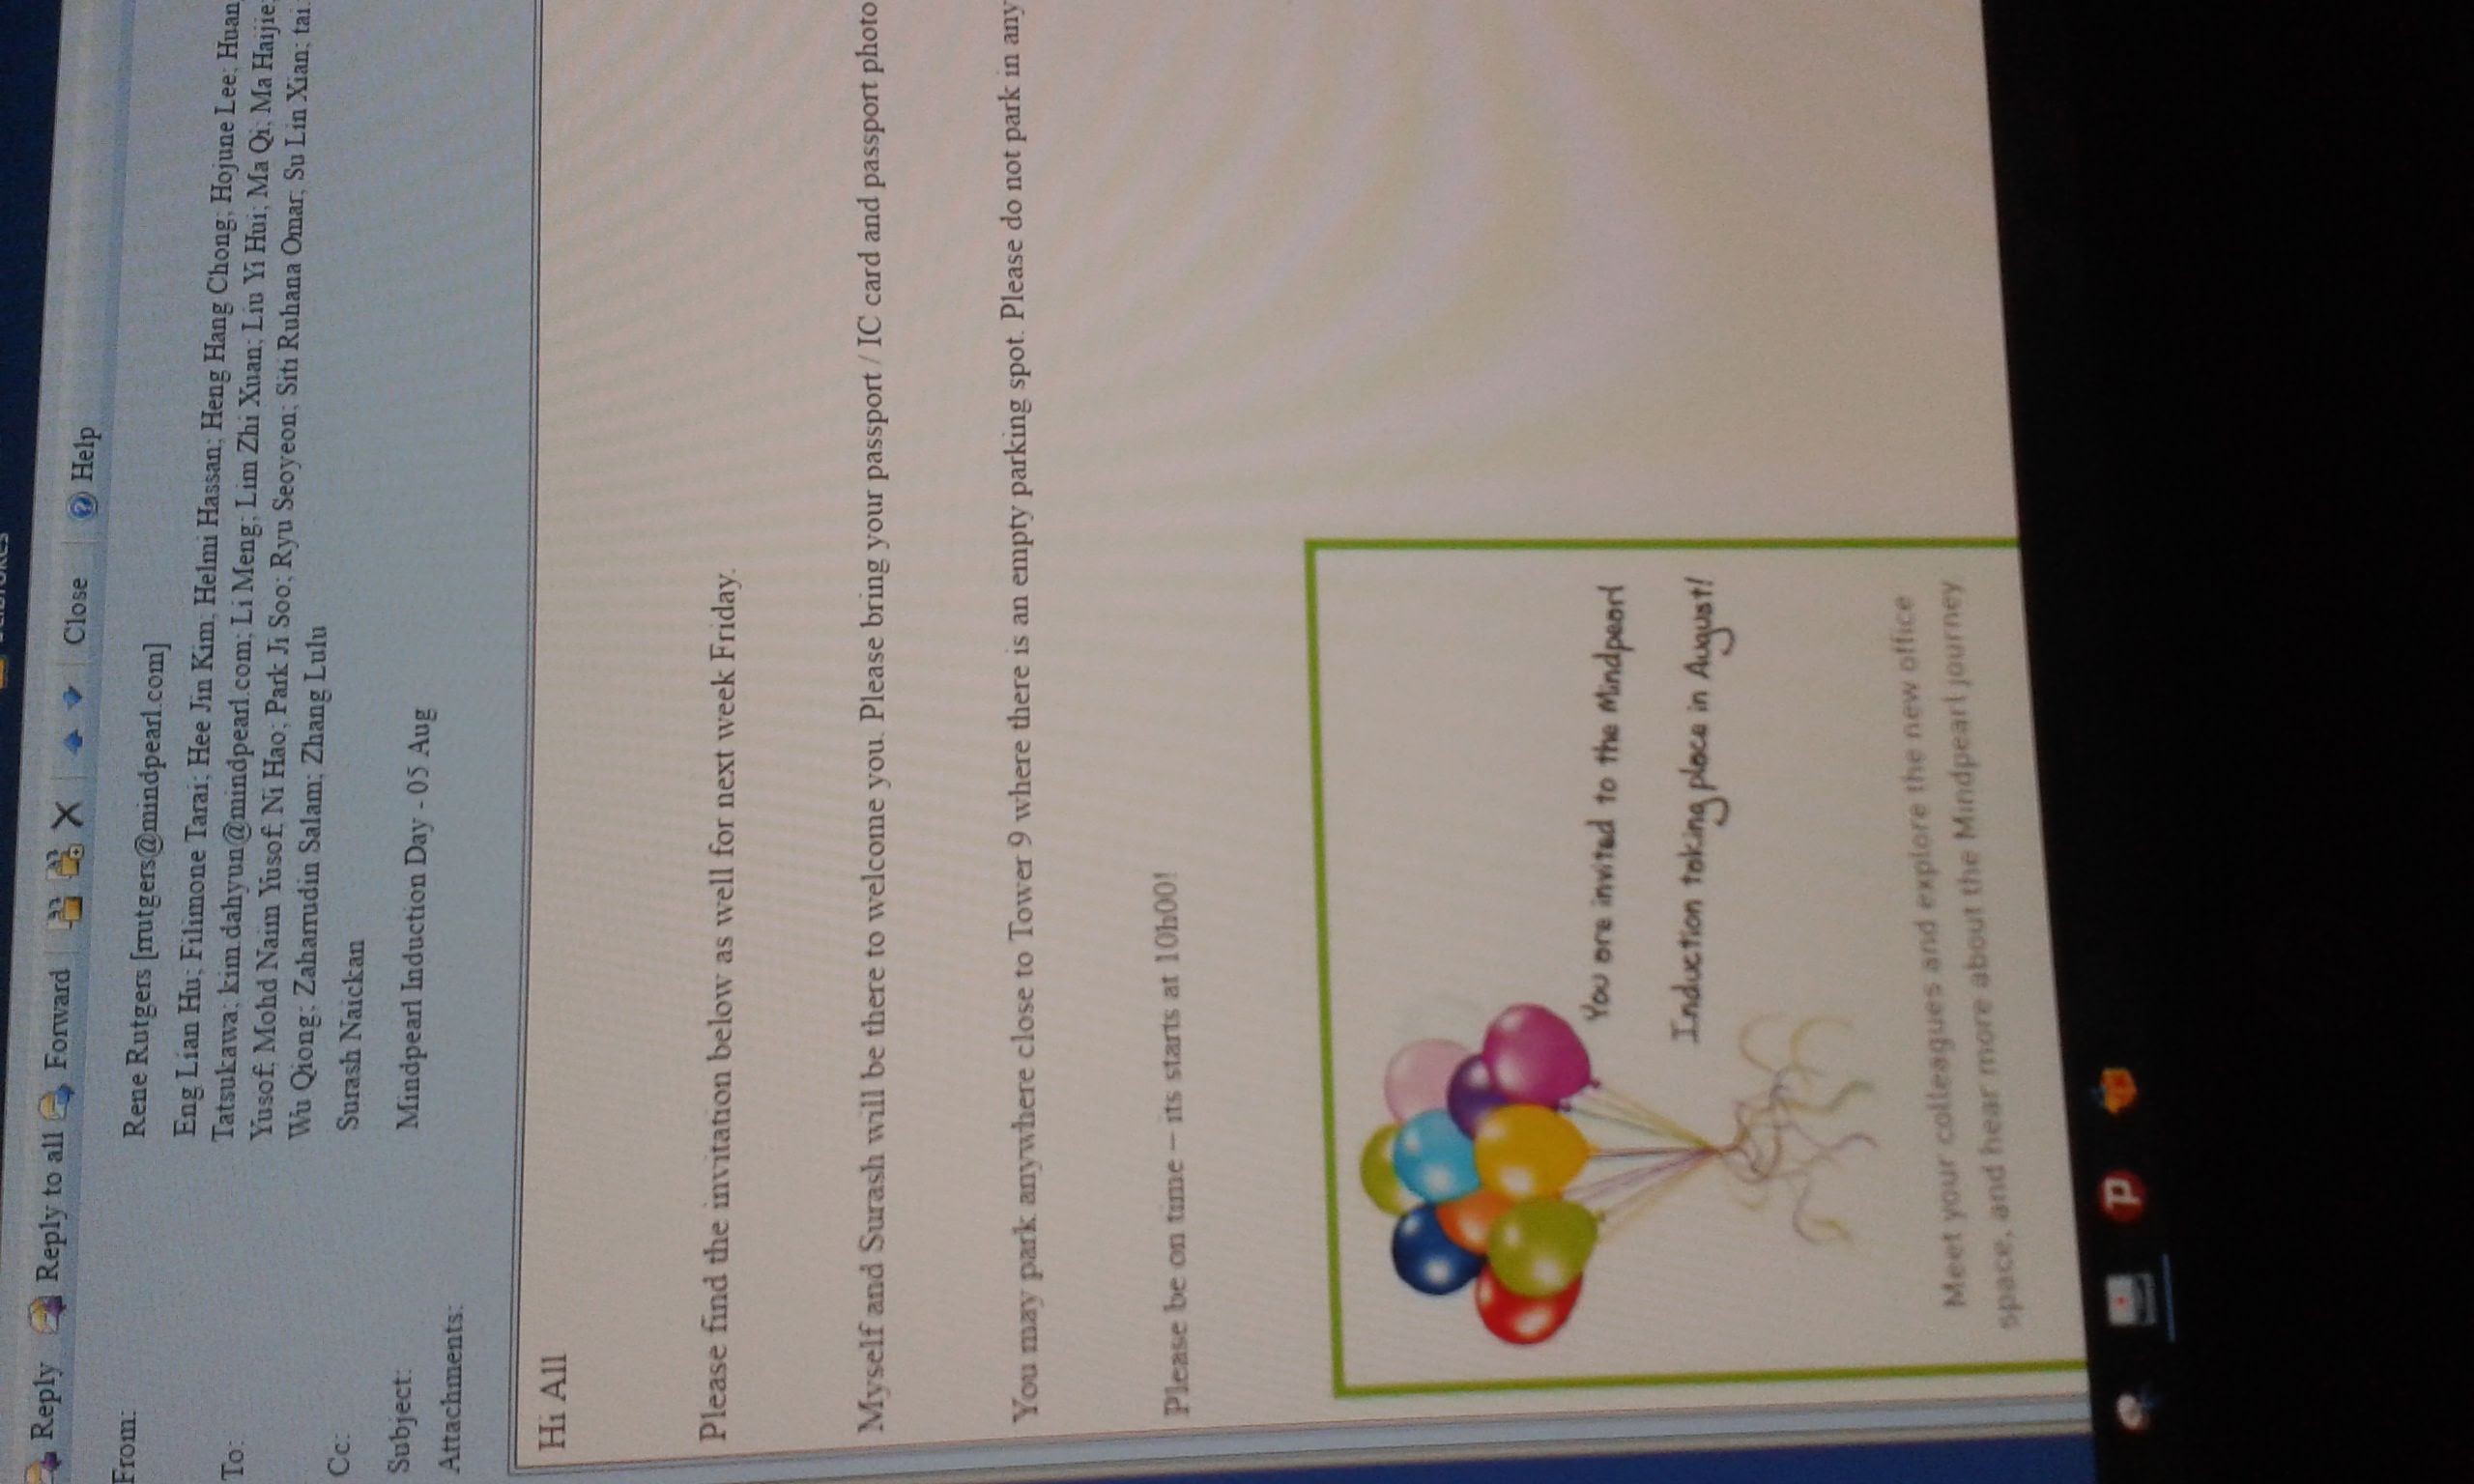 Reply Reply to all Forward Close Help
From: Rene Rutgers [rrutgers@mindpearl.com]
To: Eng Lian Hu; Filimone Tarai; Hee Jin Kim; Helmi Hassan; Heng Hang Chong; Hojune Lee; Huan
Tatsukawa; kim.dahyun@mindpearl.com; Li Meng; Lim Zhi Xuan; Liu Yi Hui; Ma Qi; Ma Haijie;
Yusof; Mohd Naim Yusof; Ni Hao; Park Ji Soo; Ryu Seoyeon; Siti Ruhana Omar; Su Lin Xian; tai
Wu Qiong; Zaharrudin Salam; Zhang Lulu
Cc: Surash Naickan
Subject: Mindpearl Induction Day - 05 Aug
Attachments:
Hi All
Please find the invitation below as well for next week Friday.
Myself and Surash will be there to welcome you. Please bring your passport / IC card and passport photo
You may park anywhere close to Tower 9 where there is an empty parking spot. Please do not park in any
Please be on time – its starts at 10h00!
You are invited to the Mindpearl
Induction taking place in August!
Meet your colleagues and explore the new office
space, and hear more about the Mindpearl journey